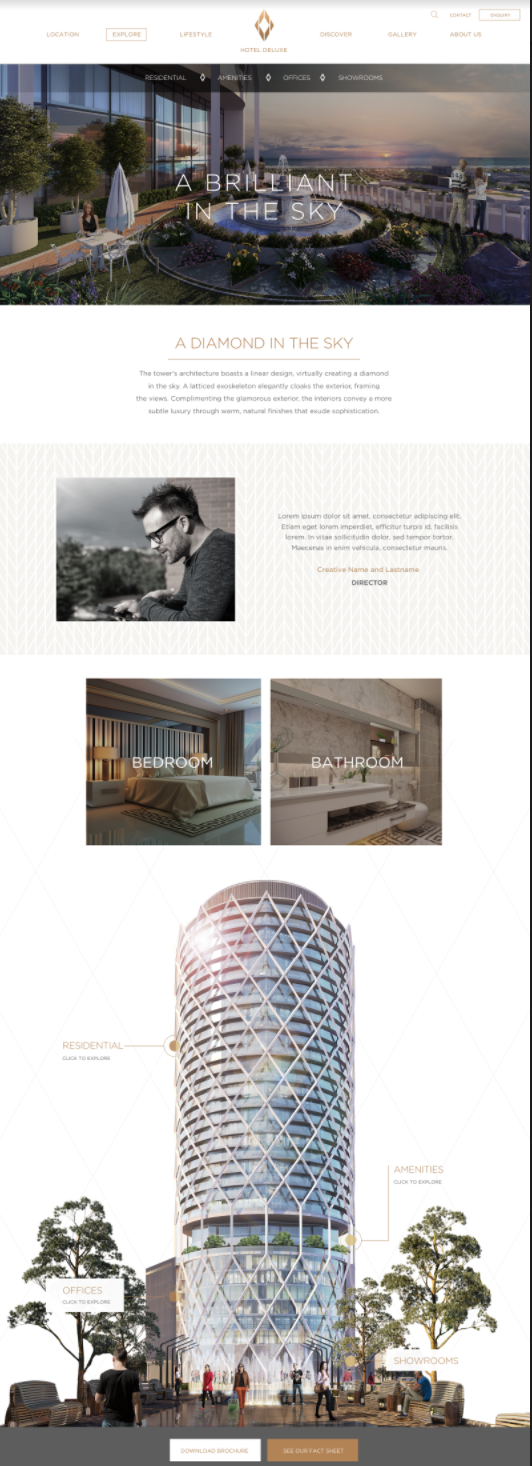 CONTACT
ENQUIRY
LOCATION
EXPLORE
LIFESTYLE
HOTEL DELUXE
DISCOVER
GALLERY
ABOUT US
RESIDENTIAL
AMENITIES
OFFICES
SHOWROOMS
A BRILLIANT
IN THE SKY
A DIAMOND IN THE SKY
The tower's architecture boasts a linear design, virtually creating a diamond
in the sky. A latticed exoskeleton elegantly cloaks the exterior, framing
the views. Complimenting the glamorous exterior, the interiors convey a more
subtle luxury through warm, natural finishes that exude sophistication.
Lorem ipsum dolor sit amet, consectetur adipiscing elit.
Etiam eget lorem imperdiet, efficitur turpis id, facilisis
lorem. In vitae sollicitudin dolor, sed tempor tortor.
Maecenas in enim vehicula, consectetur mauris.
Creative Name and Lastname
DIRECTOR
BEDROOM
BATHROOM
RESIDENTIAL
CLICK TO EXPLORE
AMENITIES
CLICK TO EXPLORE
OFFICES
CLICK TO EXPLORE
SHOWROOMS
DOWNLOAD BROCHURE
SEE OUR FACT SHEET